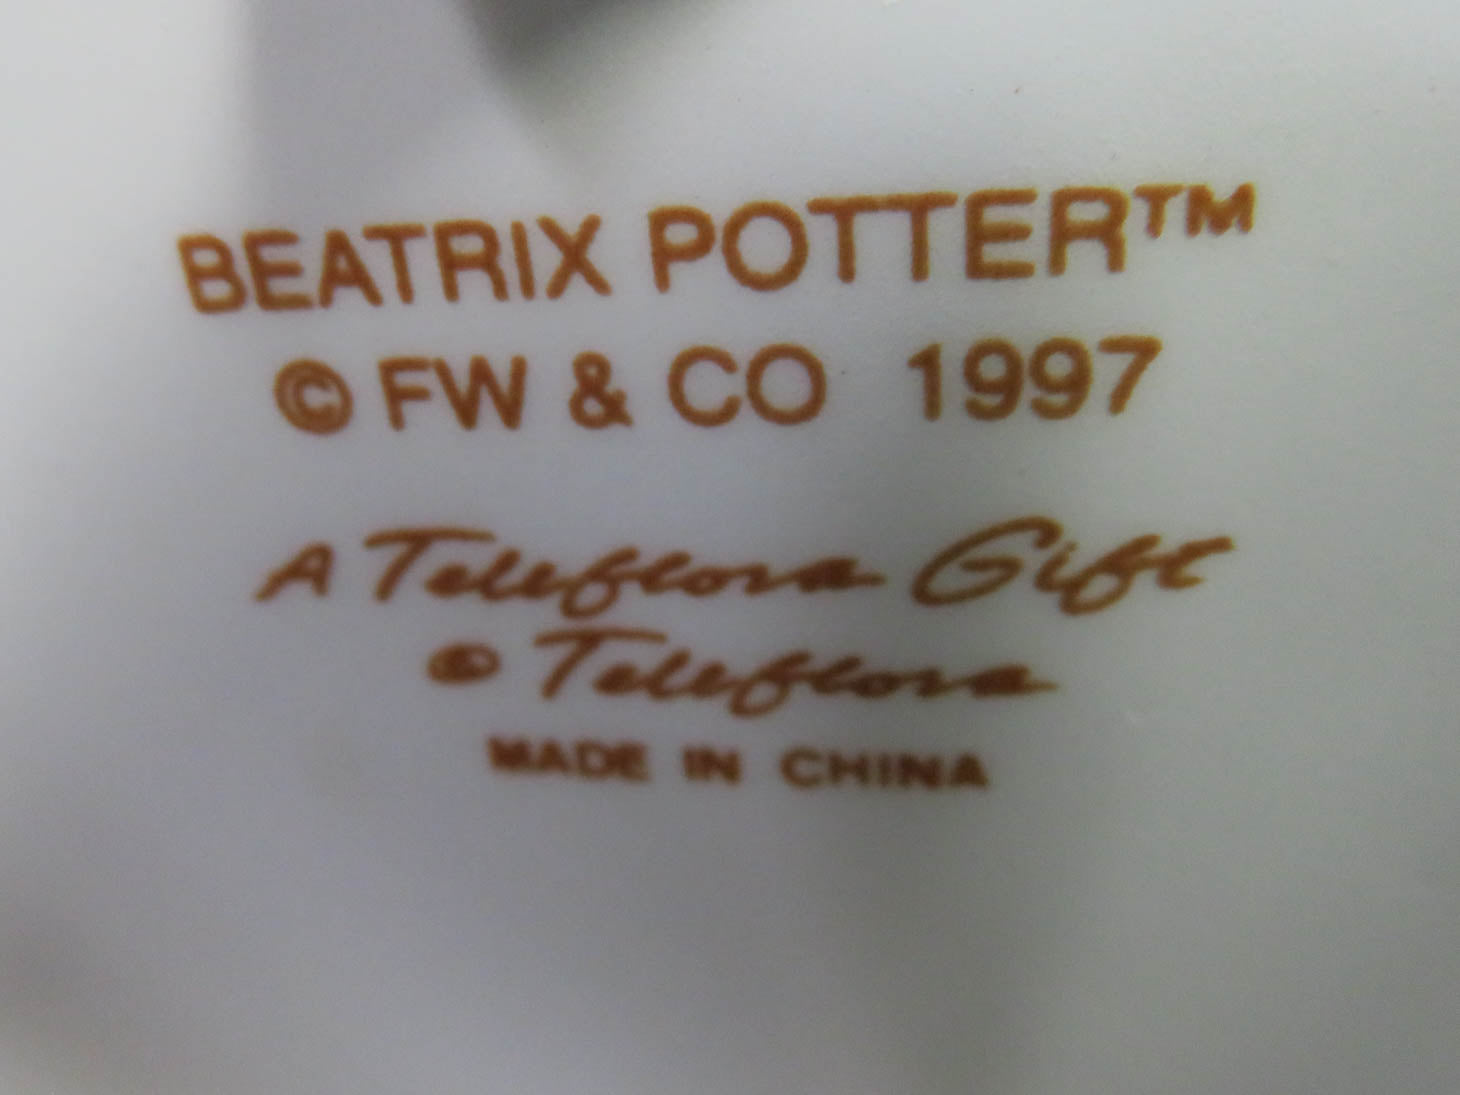 BEATRIX POTTER™
© FW & CO 1997
A Teleflora Gift
© Teleflora
MADE IN CHINA